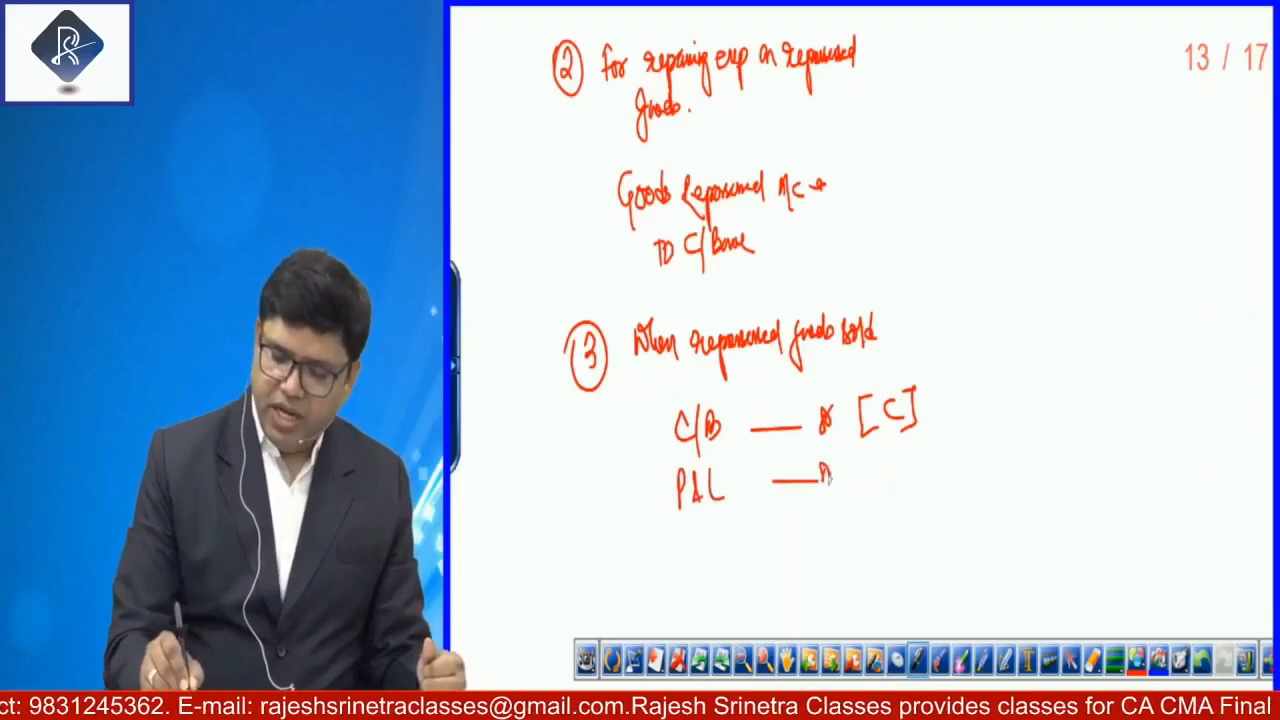 13 / 17
② For repairing exp on repossessed
goods.
Goods Repossessed A/c
To C/Bank
③ When repossessed goods sold
C/B — [C]
P&L —
ct: 9831245362. E-mail: rajeshsrinetraclasses@gmail.com.Rajesh Srinetra Classes provides classes for CA CMA Final